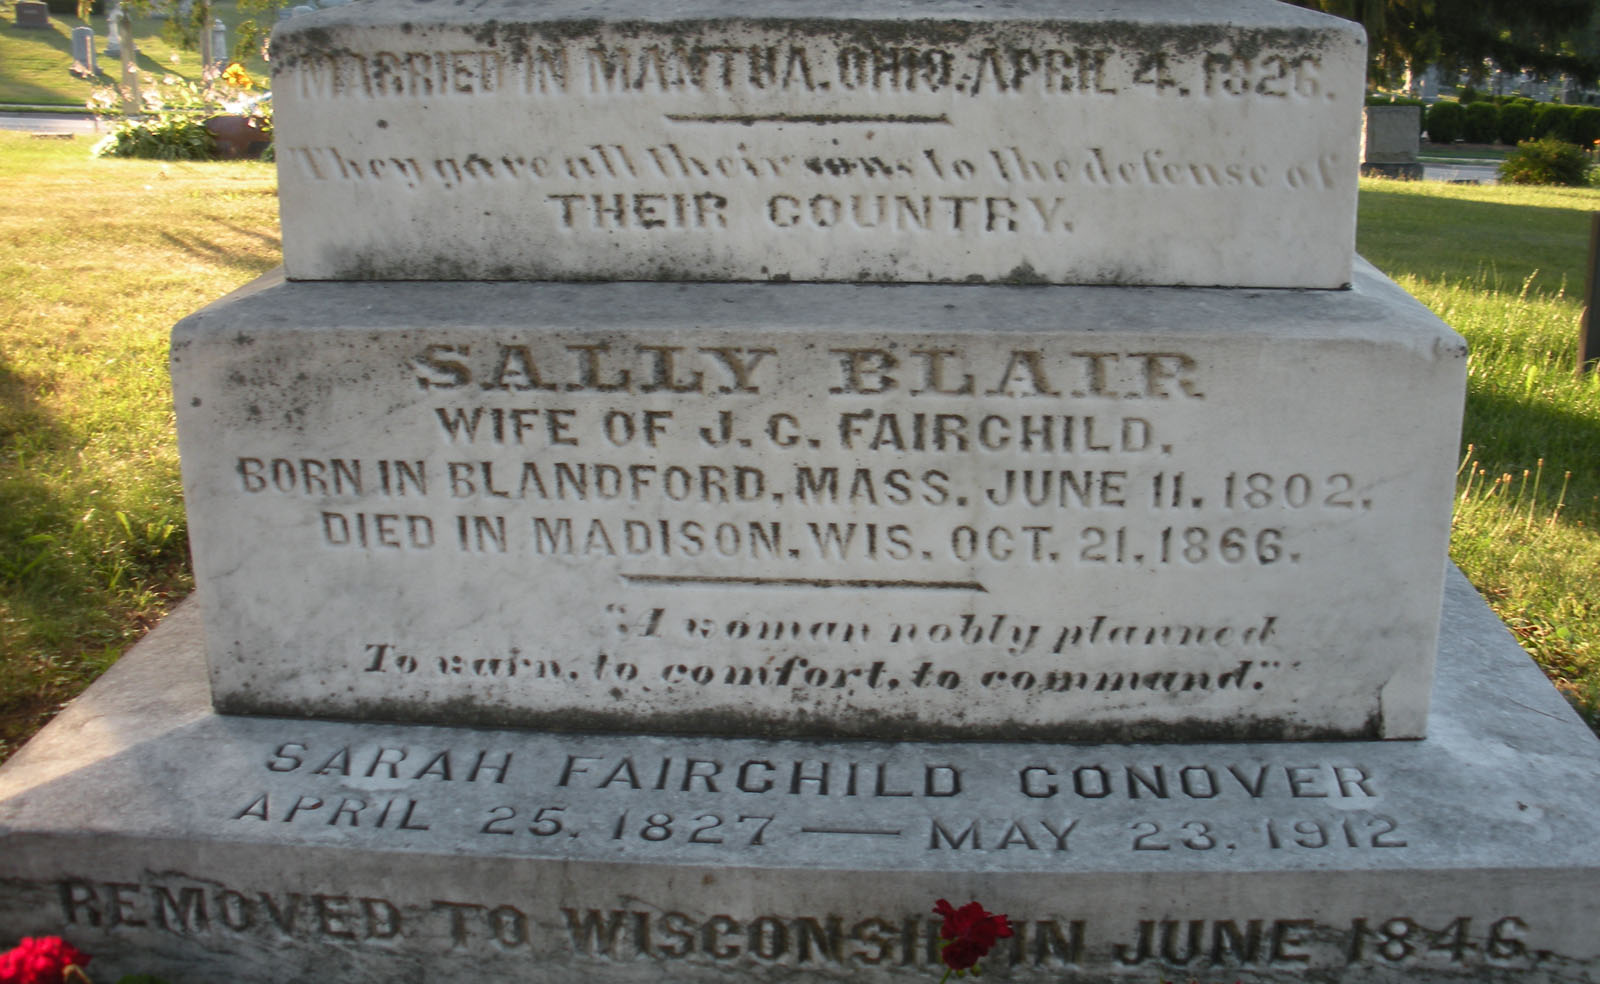 MARRIED IN MANTUA, OHIO, APRIL 4, 1826.
They gave all their sons to the defense of
THEIR COUNTRY.
SALLY BLAIR
WIFE OF J. C. FAIRCHILD,
BORN IN BLANDFORD, MASS. JUNE 11, 1802.
DIED IN MADISON, WIS. OCT. 21, 1866.
"A woman nobly planned
To warn, to comfort, to command."
SARAH FAIRCHILD CONOVER
APRIL 25, 1827 — MAY 23, 1912
REMOVED TO WISCONSIN IN JUNE 1846.